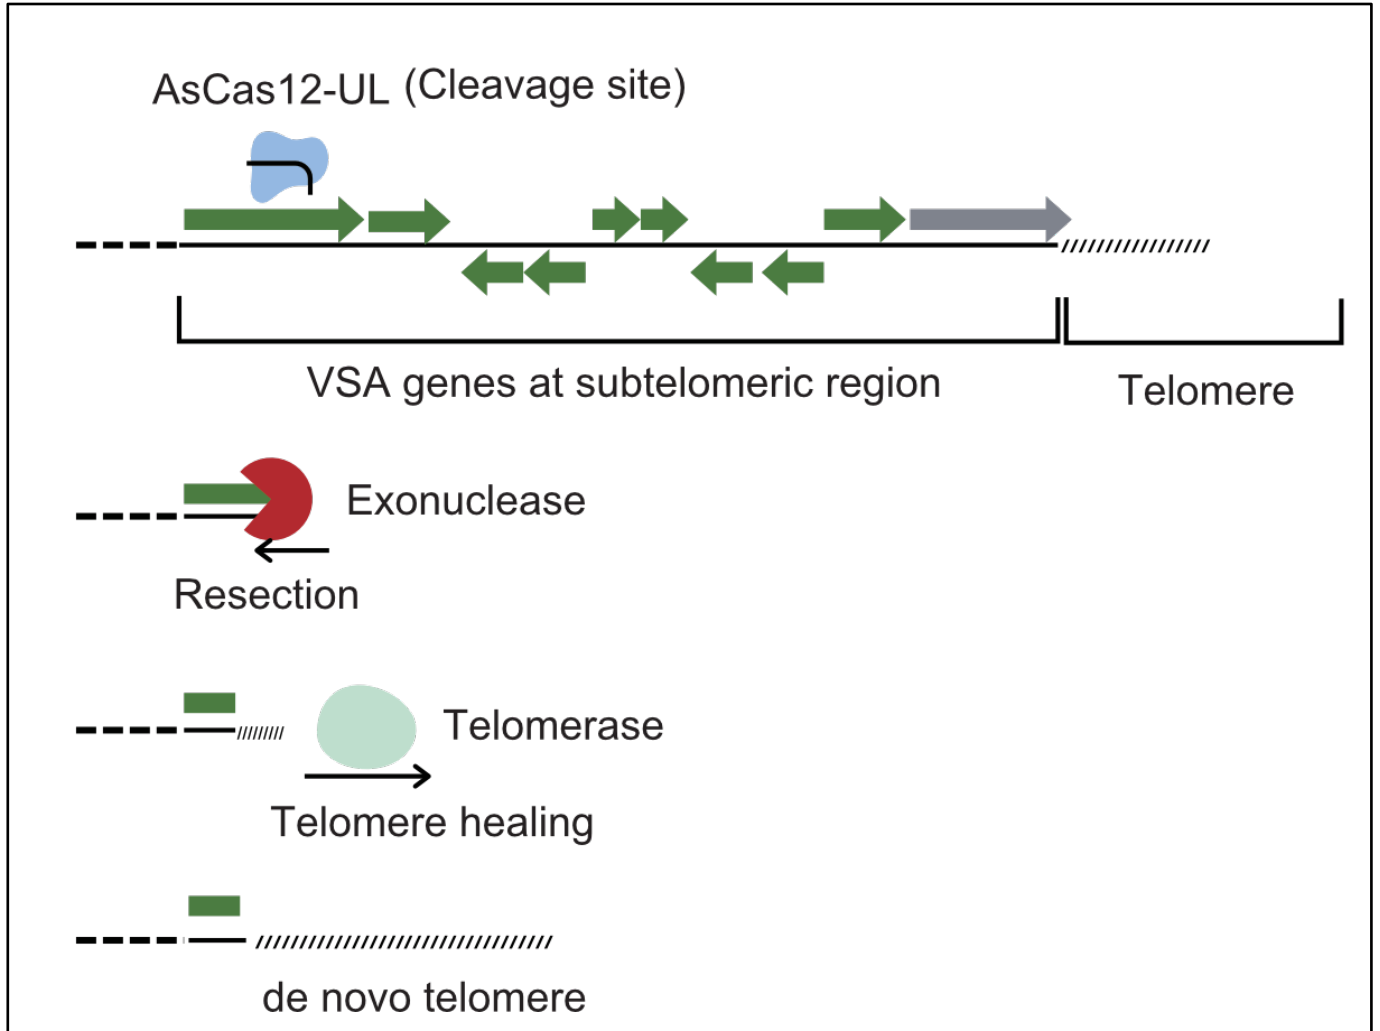 AsCas12-UL (Cleavage site)
VSA genes at subtelomeric region
Telomere
Exonuclease
Resection
Telomerase
Telomere healing
de novo telomere